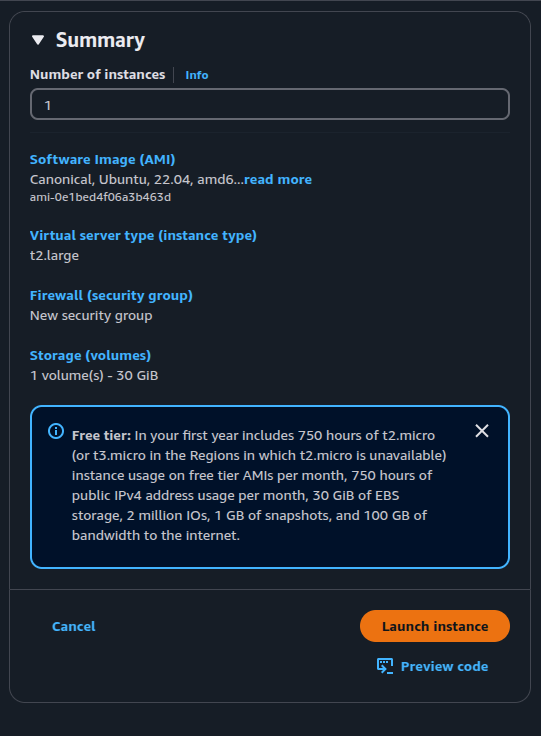 Summary
Number of instances Info
1
Software Image (AMI)
Canonical, Ubuntu, 22.04, amd6...read more
ami-0e1bed4f06a3b463d
Virtual server type (instance type)
t2.large
Firewall (security group)
New security group
Storage (volumes)
1 volume(s) - 30 GiB
Free tier: In your first year includes 750 hours of t2.micro
(or t3.micro in the Regions in which t2.micro is unavailable)
instance usage on free tier AMIs per month, 750 hours of
public IPv4 address usage per month, 30 GiB of EBS
storage, 2 million IOs, 1 GB of snapshots, and 100 GB of
bandwidth to the internet.
Cancel
Launch instance
Preview code